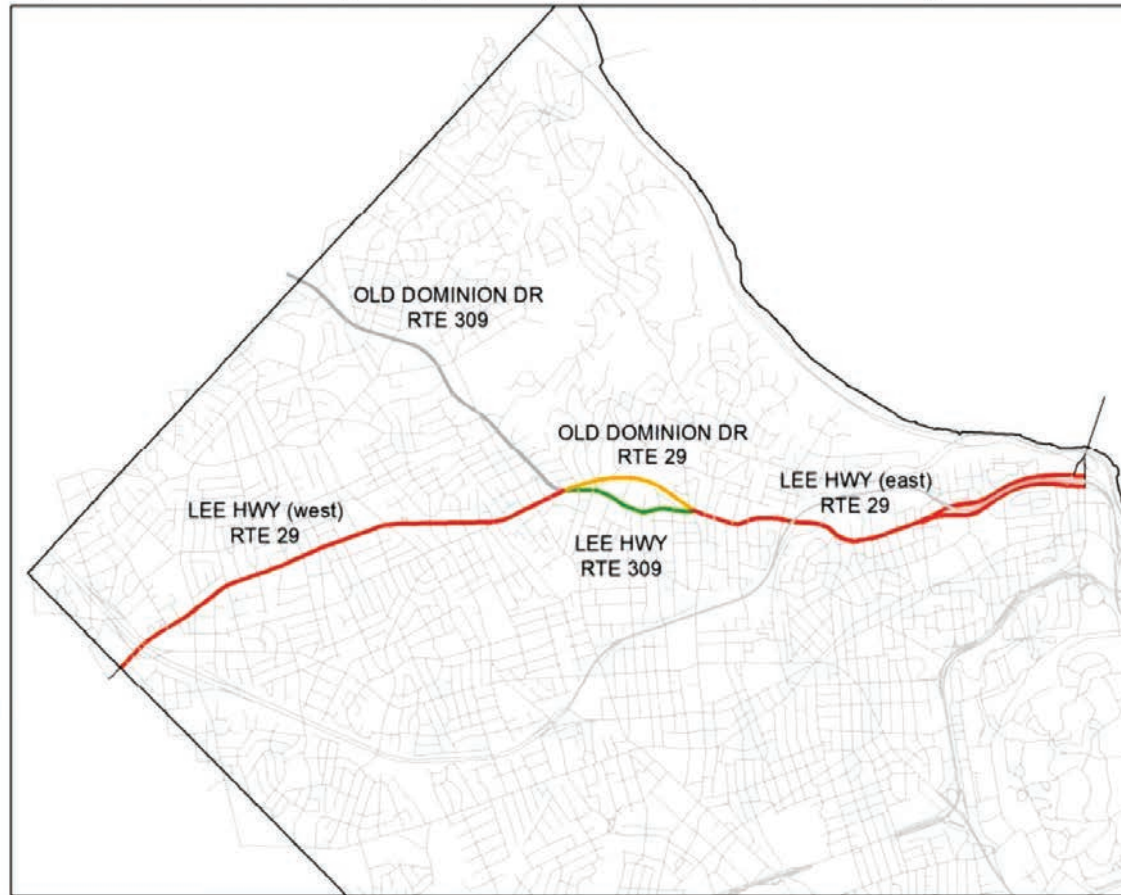 OLD DOMINION DR
RTE 309
OLD DOMINION DR
RTE 29
LEE HWY (east)
RTE 29
LEE HWY (west)
RTE 29
LEE HWY
RTE 309